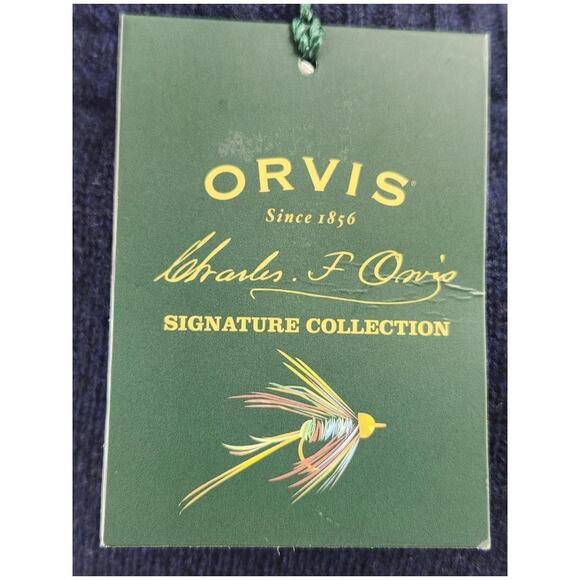 ORVIS®
Since 1856
Charles. F Orvis
SIGNATURE COLLECTION